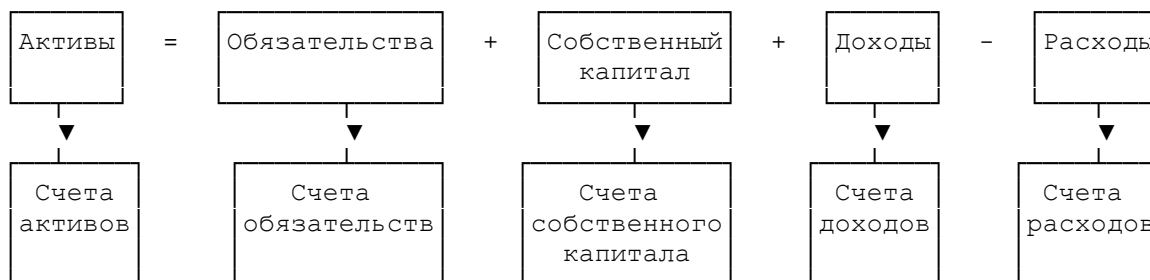 Активы = Обязательства + Собственный + Доходы - Расходы
капитал
Счета Счета Счета Счета Счета
активов обязательств собственного доходов расходов
капитала